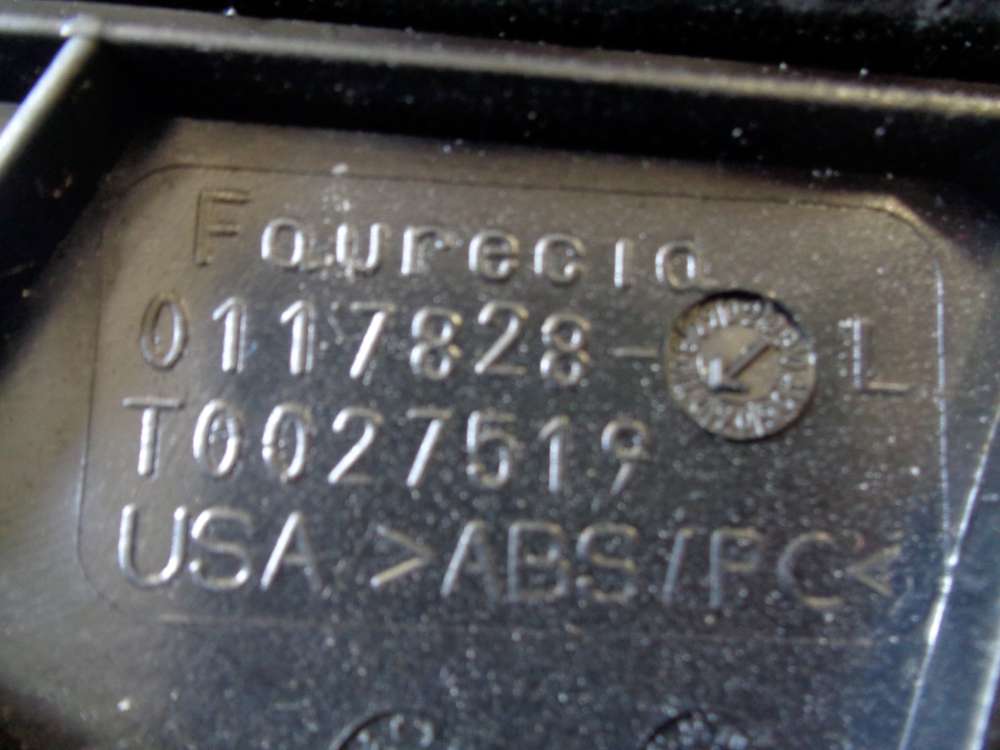 Faurecia
0117828- L
T0027519
USA >ABS/PC<